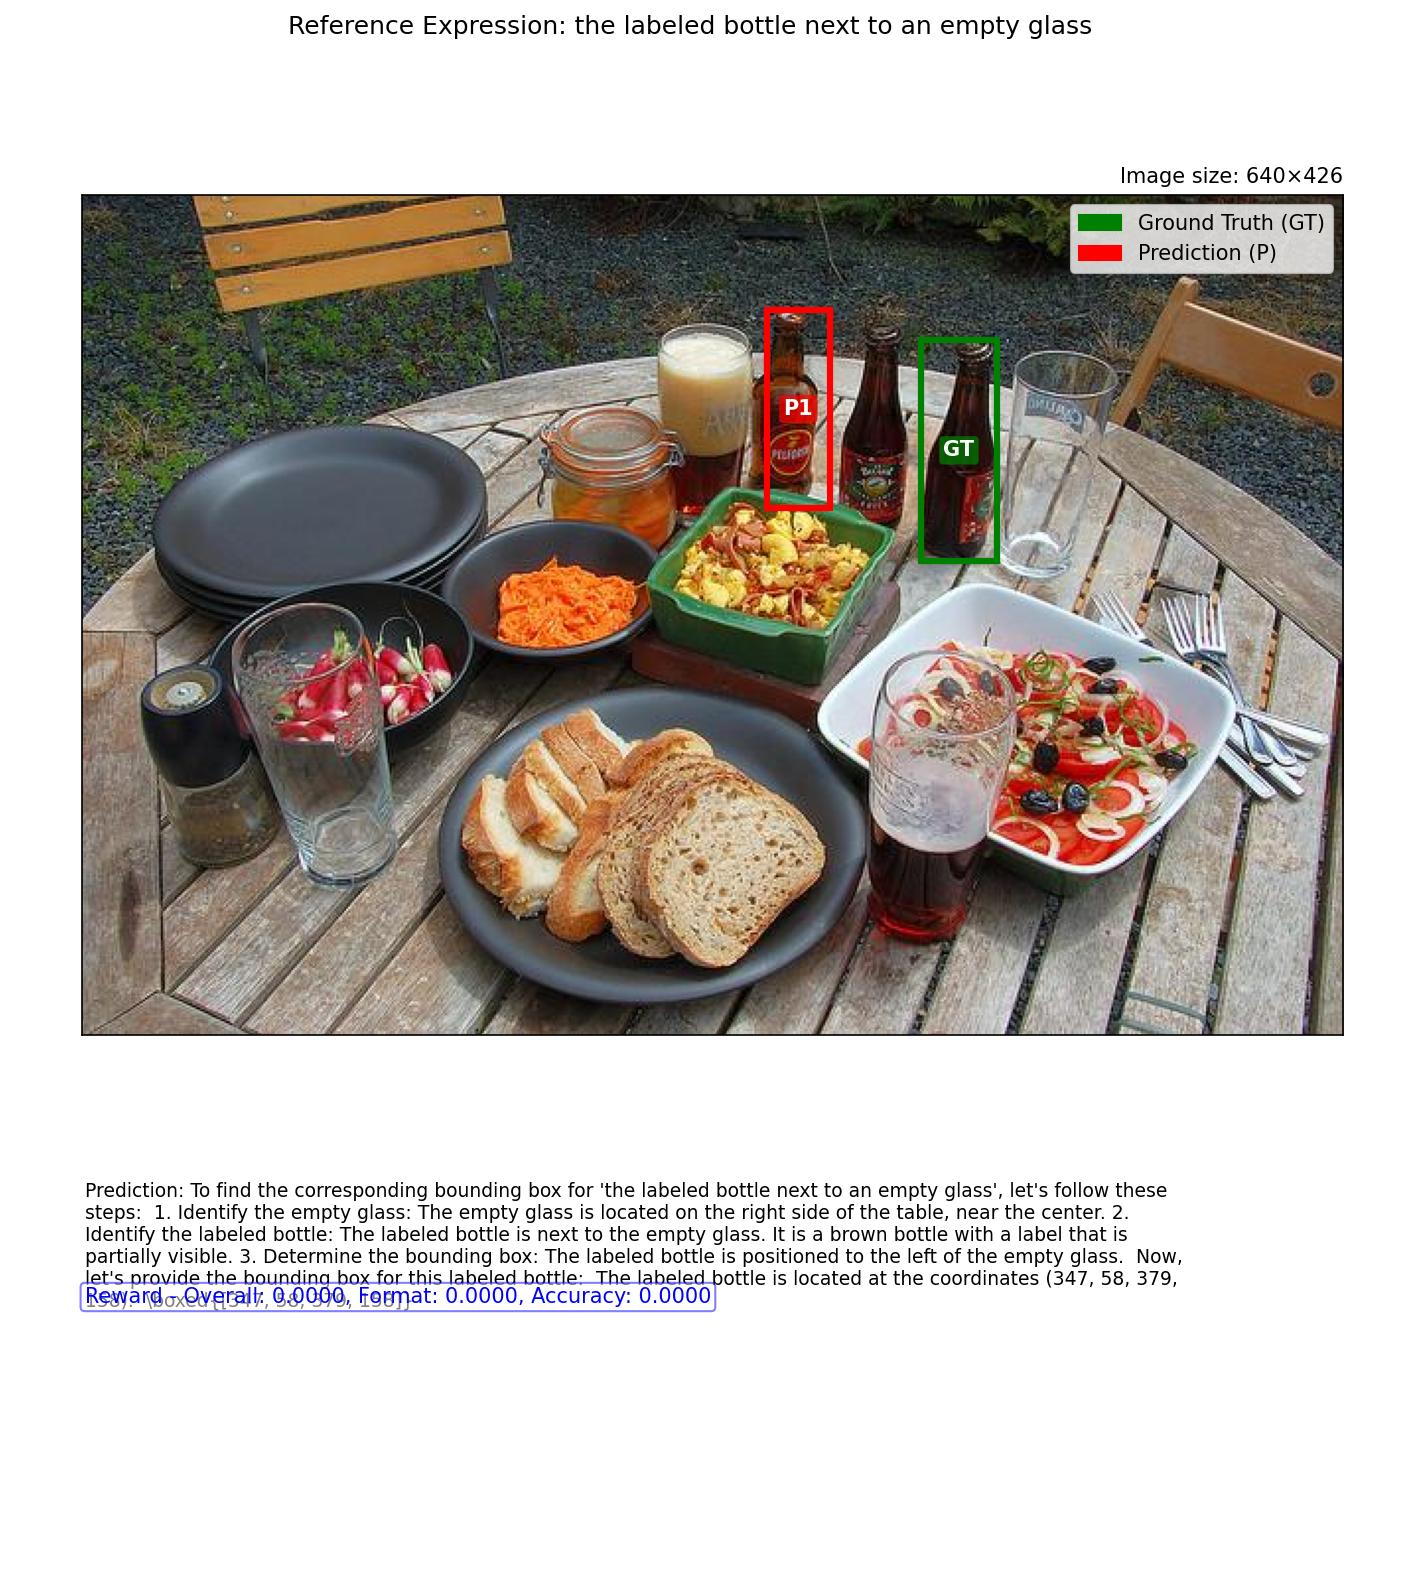 Reference Expression: the labeled bottle next to an empty glass
Image size: 640×426
Ground Truth (GT)
Prediction (P)
P1
GT
PELFORTH
Prediction: To find the corresponding bounding box for 'the labeled bottle next to an empty glass', let's follow these
steps:  1. Identify the empty glass: The empty glass is located on the right side of the table, near the center. 2.
Identify the labeled bottle: The labeled bottle is next to the empty glass. It is a brown bottle with a label that is
partially visible. 3. Determine the bounding box: The labeled bottle is positioned to the left of the empty glass.  Now,
let's provide the bounding box for this labeled bottle:  The labeled bottle is located at the coordinates (347, 58, 379,
158).  \boxed{[347, 58, 379, 158]}
Reward - Overall: 0.0000, Format: 0.0000, Accuracy: 0.0000